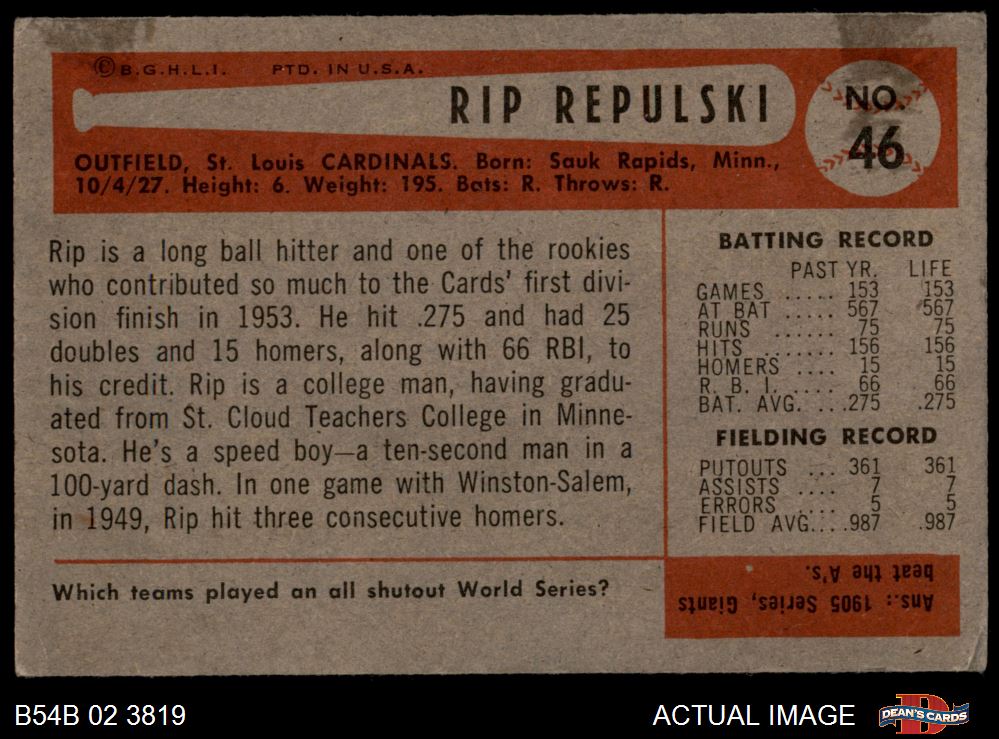 © B.G.H.L.I. PTD. IN U.S.A.
RIP REPULSKI
NO.
46
OUTFIELD, St. Louis CARDINALS. Born: Sauk Rapids, Minn.,
10/4/27. Height: 6. Weight: 195. Bats: R. Throws: R.
Rip is a long ball hitter and one of the rookies
who contributed so much to the Cards' first divi-
sion finish in 1953. He hit .275 and had 25
doubles and 15 homers, along with 66 RBI, to
his credit. Rip is a college man, having gradu-
ated from St. Cloud Teachers College in Minne-
sota. He's a speed boy—a ten-second man in a
100-yard dash. In one game with Winston-Salem,
in 1949, Rip hit three consecutive homers.
BATTING RECORD
PAST YR. LIFE
GAMES ..... 153 153
AT BAT ..... 567 567
RUNS ...... 75 75
HITS ....... 156 156
HOMERS .... 15 15
R. B. I. ..... 66 66
BAT. AVG. ... .275 .275
FIELDING RECORD
PUTOUTS ... 361 361
ASSISTS .... 7 7
ERRORS .... 5 5
FIELD AVG. ... .987 .987
Which teams played an all shutout World Series?
Ans.: 1905 Series, Giants
beat the A's.
B54B 02 3819
ACTUAL IMAGE
D
DEAN'S CARDS